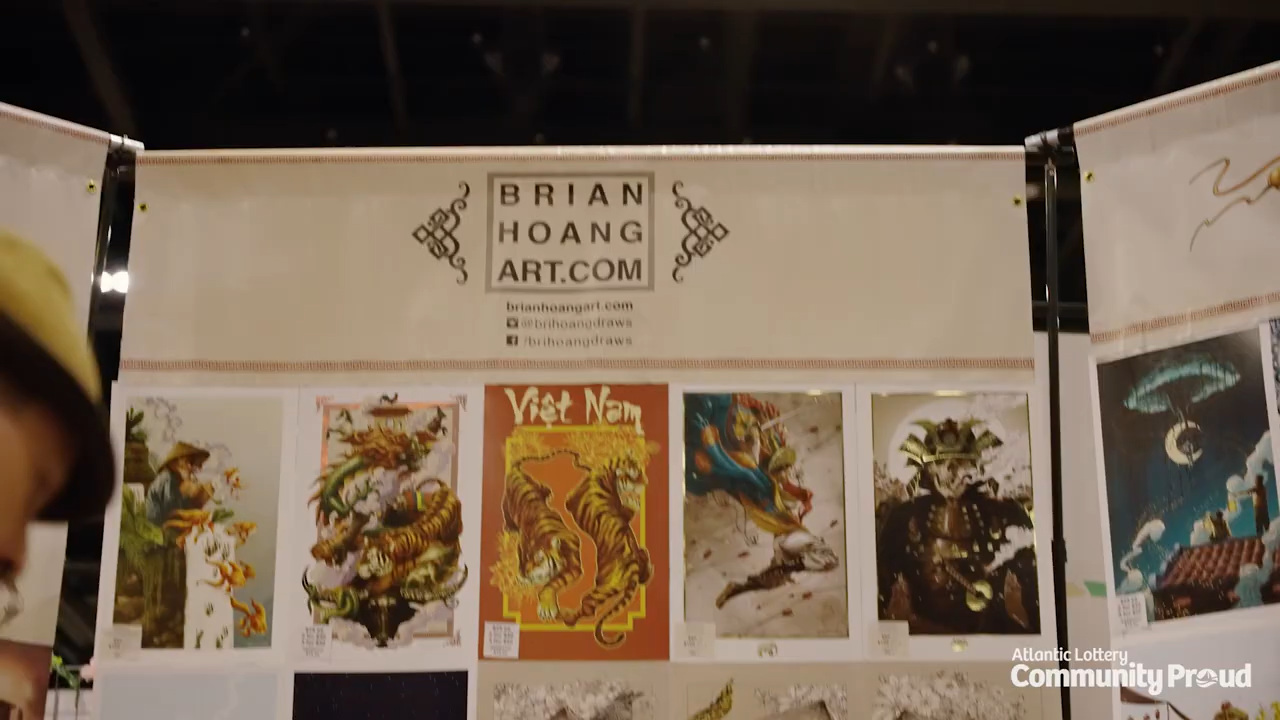 BRIAN
HOANG
ART.COM
brianhoangart.com
@brihoangdraws
/brihoangdraws
Việt Nam
Atlantic Lottery
Community Proud